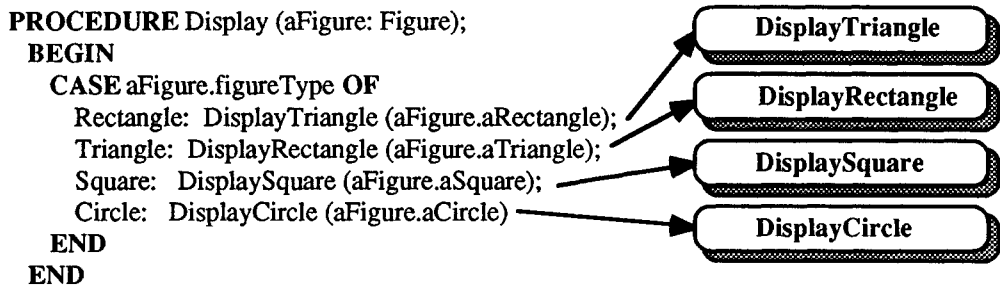 PROCEDURE Display (aFigure: Figure);
BEGIN
CASE aFigure.figureType OF
Rectangle: DisplayTriangle (aFigure.aRectangle);
Triangle: DisplayRectangle (aFigure.aTriangle);
Square: DisplaySquare (aFigure.aSquare);
Circle: DisplayCircle (aFigure.aCircle)
END
END
DisplayTriangle
DisplayRectangle
DisplaySquare
DisplayCircle